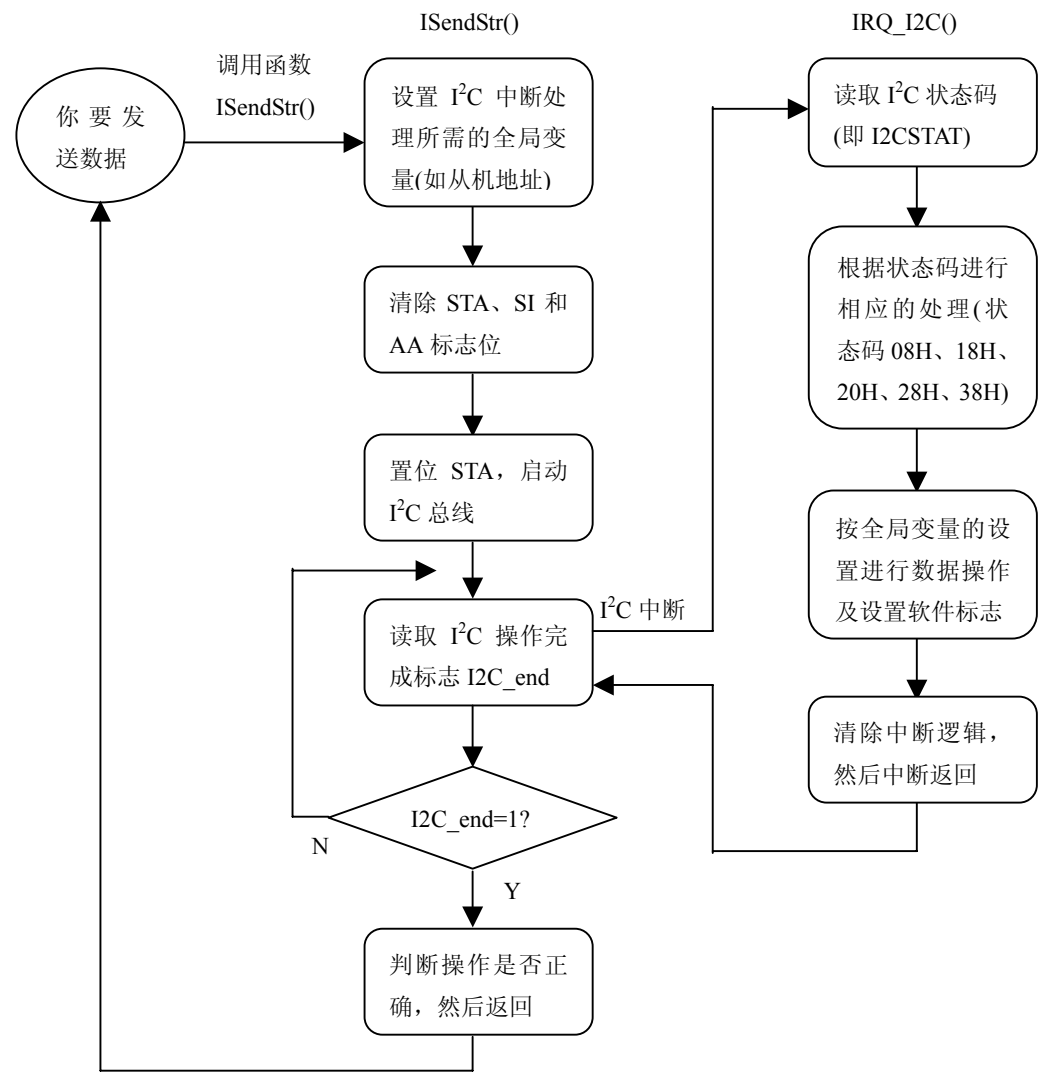 ISendStr()
IRQ_I2C()
调用函数
ISendStr()
你要发
送数据
设置 I²C 中断处
理所需的全局变
量(如从机地址)
清除 STA、SI 和
AA 标志位
置位 STA，启动
I²C 总线
读取 I²C 操作完
成标志 I2C_end
I2C_end=1?
N
Y
判断操作是否正
确，然后返回
I²C 中断
读取 I²C 状态码
(即 I2CSTAT)
根据状态码进行
相应的处理(状
态码 08H、18H、
20H、28H、38H)
按全局变量的设
置进行数据操作
及设置软件标志
清除中断逻辑，
然后中断返回